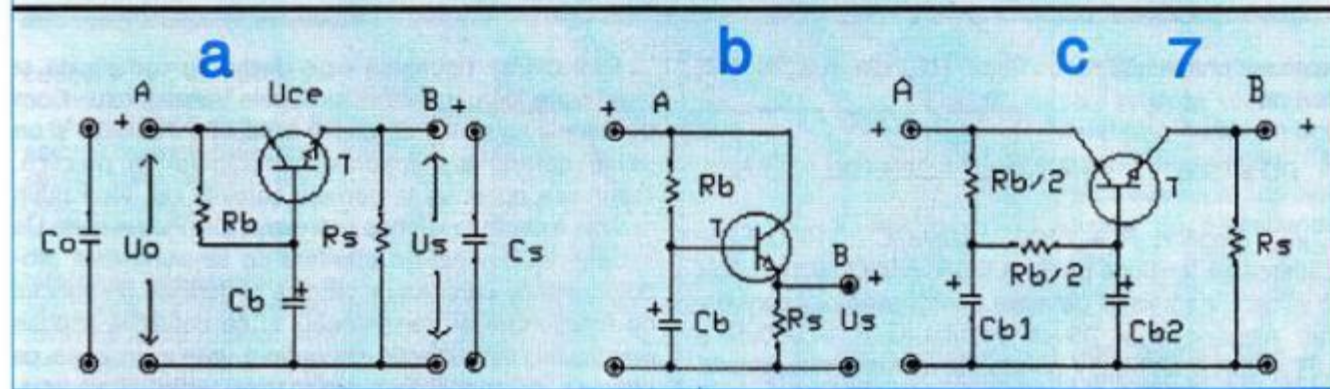 a b c 7
A Uce B A A B
+ + + + + +
T Rb Rb/2 T
Rb Rs T B Rs
Co Uo Us Cs + Rb/2
+ + + +
Cb Cb Rs Us Cb1 Cb2